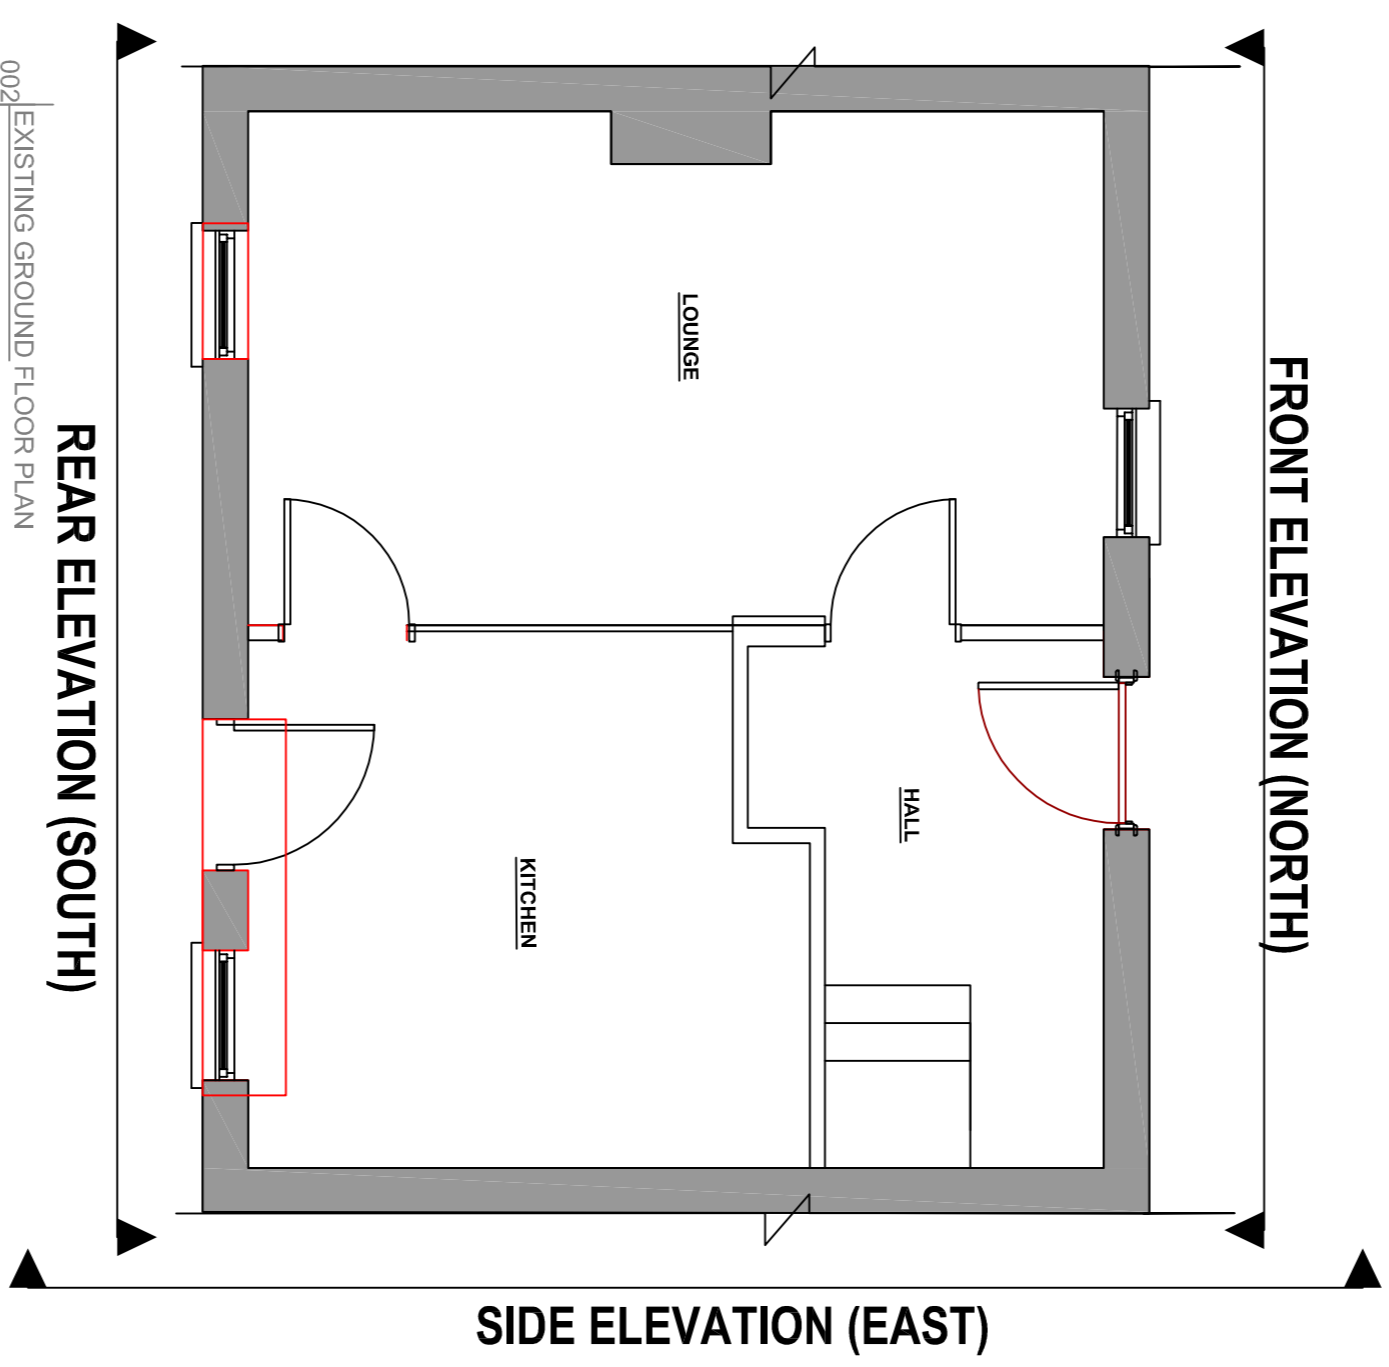 FRONT ELEVATION (NORTH)
LOUNGE
HALL
KITCHEN
REAR ELEVATION (SOUTH)
002 EXISTING GROUND FLOOR PLAN
SIDE ELEVATION (EAST)